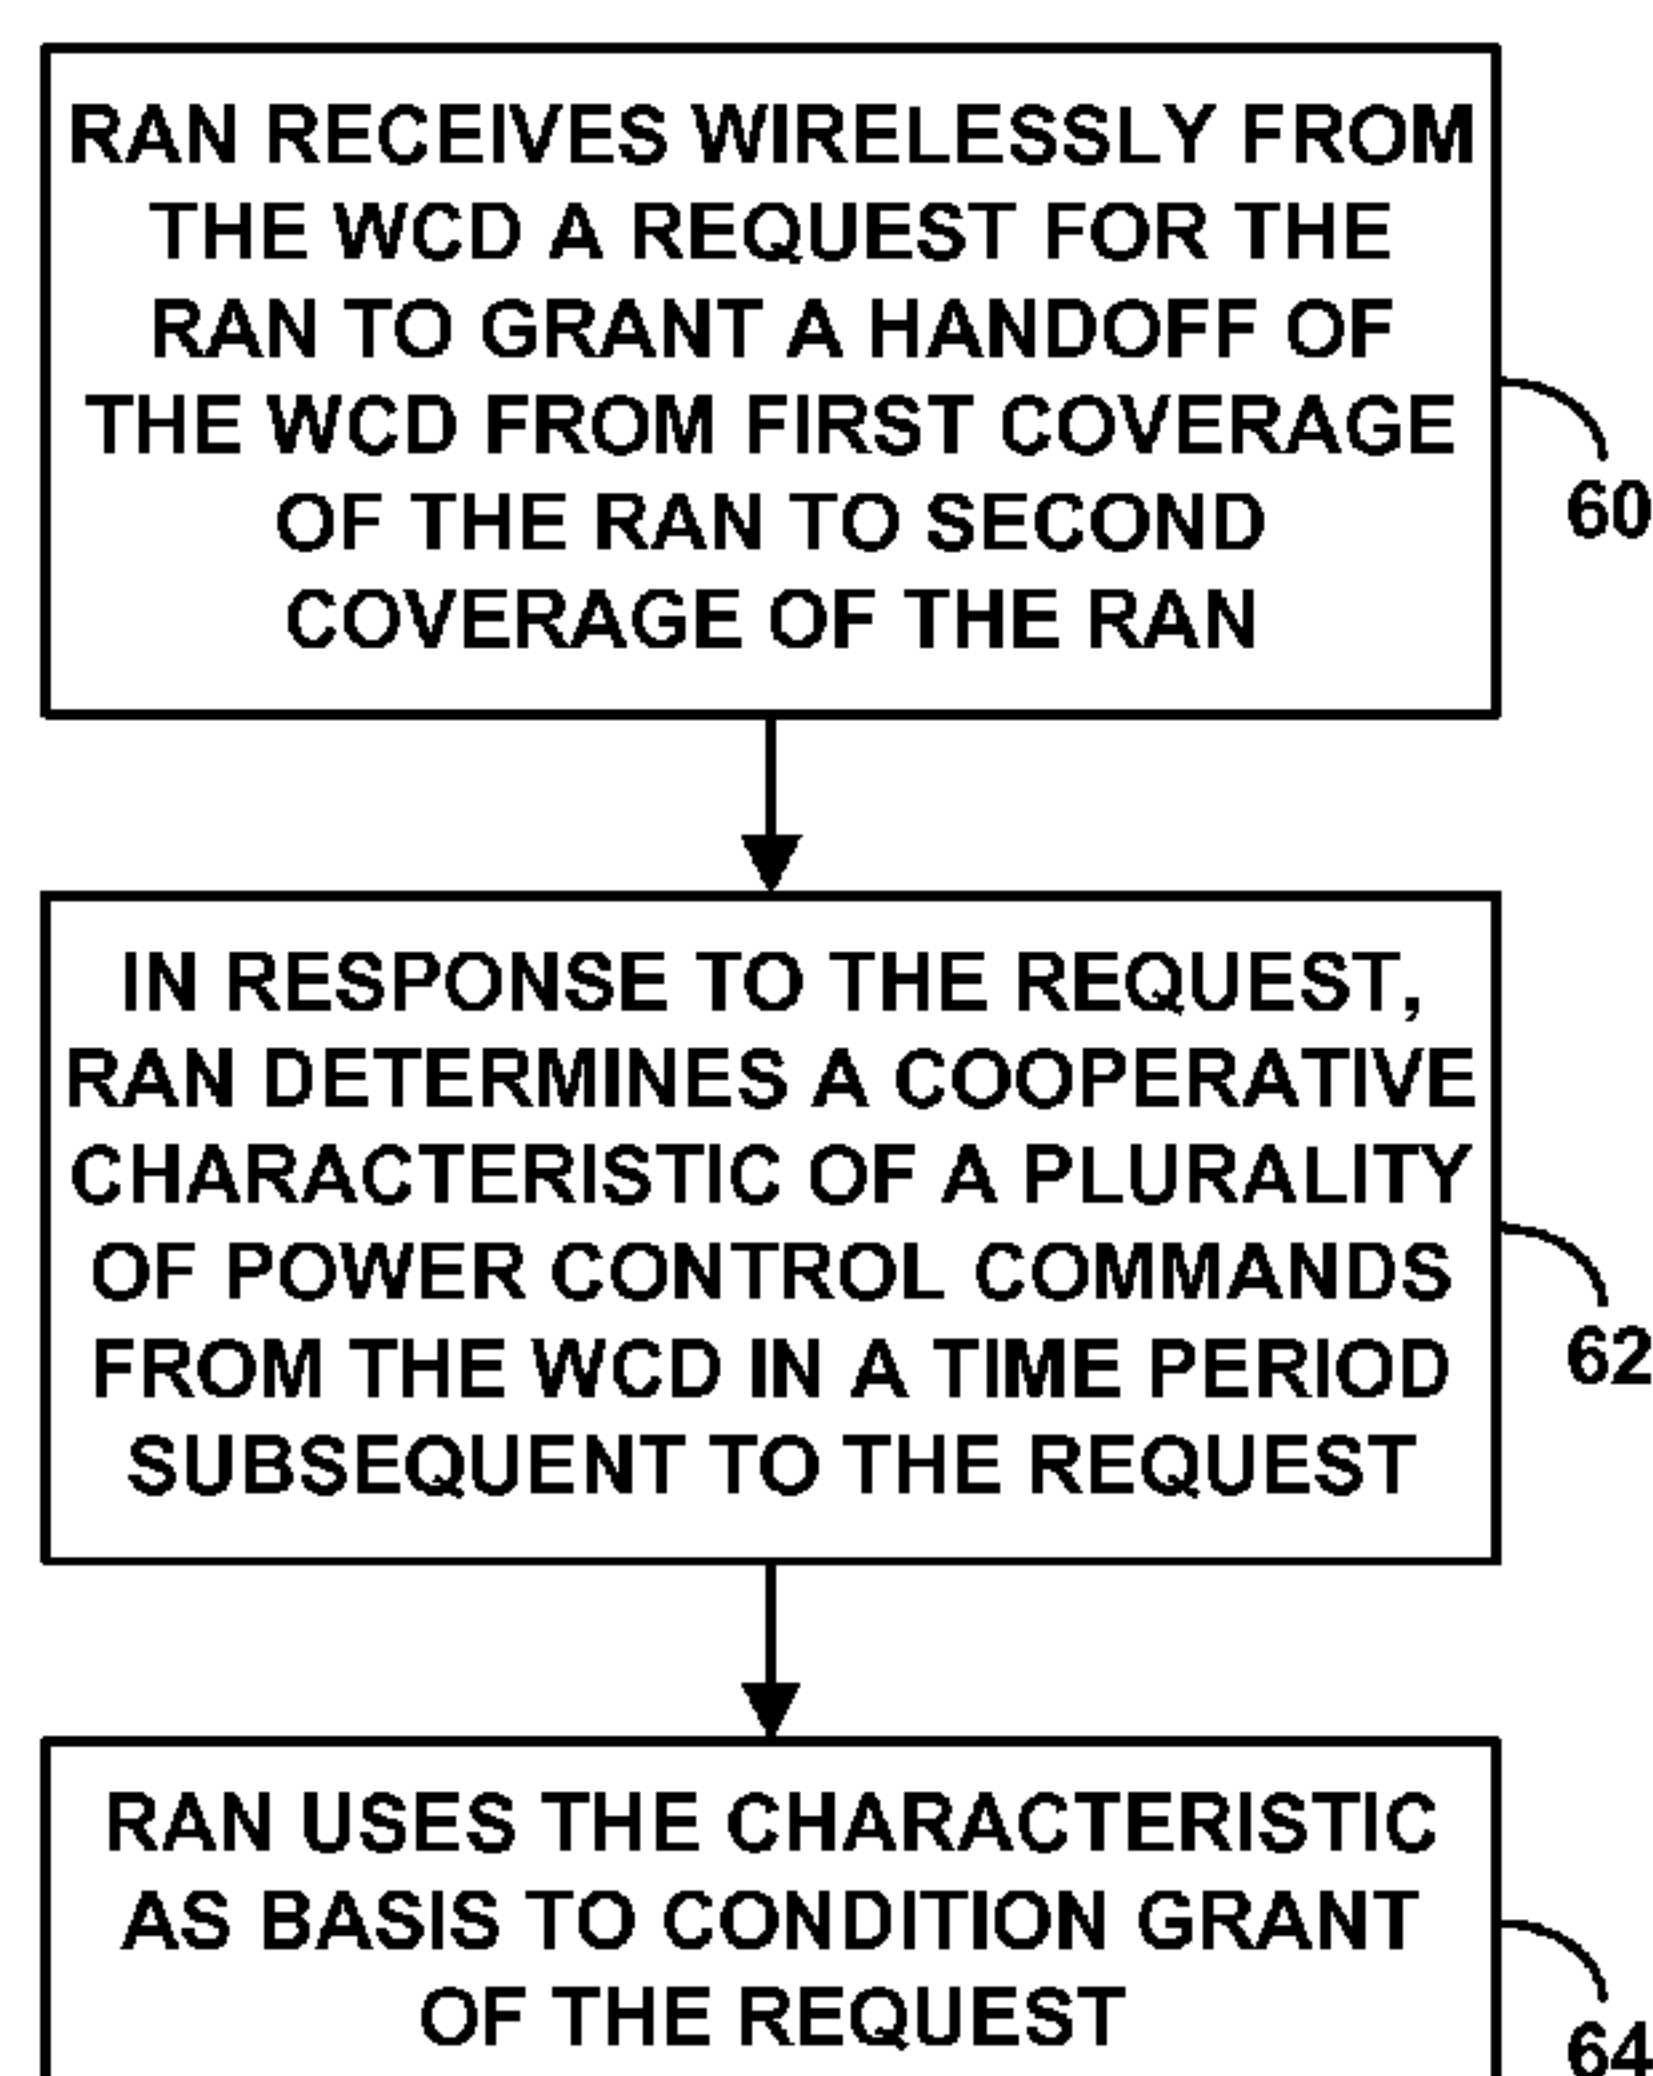 RAN RECEIVES WIRELESSLY FROM
THE WCD A REQUEST FOR THE
RAN TO GRANT A HANDOFF OF
THE WCD FROM FIRST COVERAGE
OF THE RAN TO SECOND
COVERAGE OF THE RAN
60
IN RESPONSE TO THE REQUEST,
RAN DETERMINES A COOPERATIVE
CHARACTERISTIC OF A PLURALITY
OF POWER CONTROL COMMANDS
FROM THE WCD IN A TIME PERIOD
SUBSEQUENT TO THE REQUEST
62
RAN USES THE CHARACTERISTIC
AS BASIS TO CONDITION GRANT
OF THE REQUEST
64